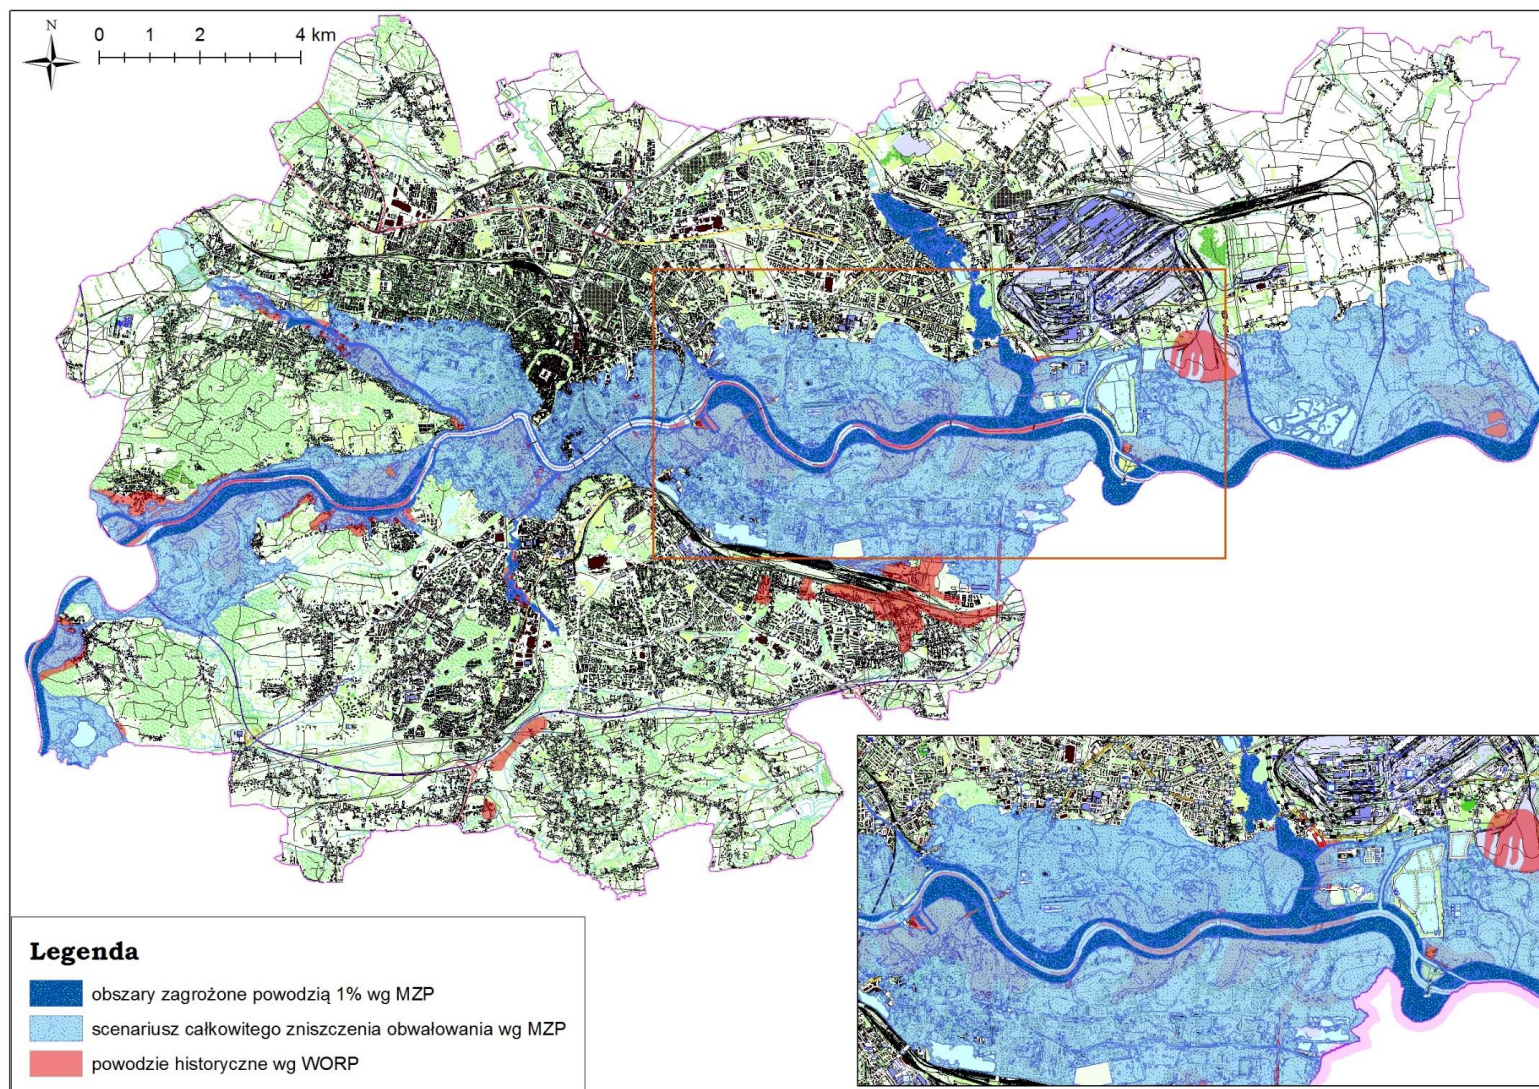 N
0 1 2 4 km
Legenda
obszary zagrożone powodzią 1% wg MZP
scenariusz całkowitego zniszczenia obwałowania wg MZP
powodzie historyczne wg WORP